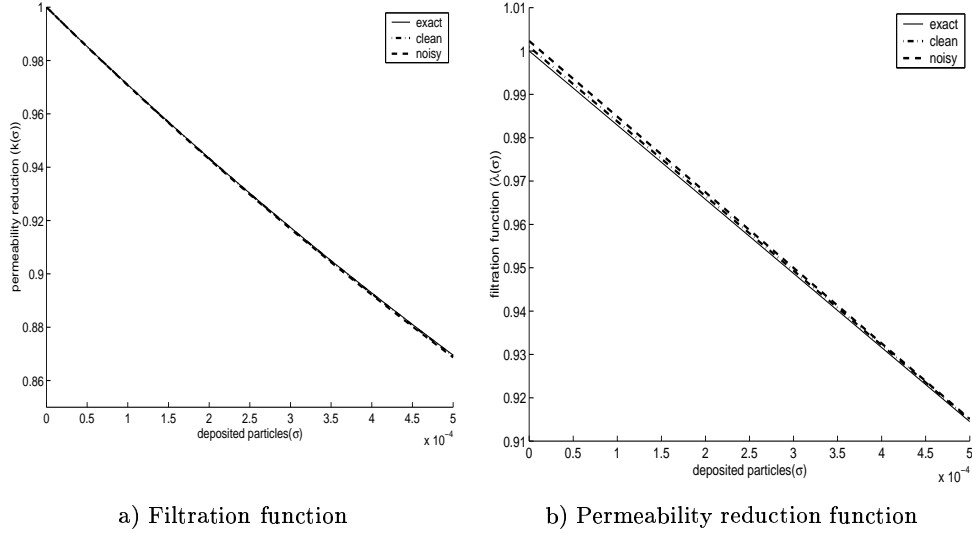 1
0.98
0.96
0.94
0.92
0.9
0.88
0.86
permeability reduction (k(σ))
exact
clean
noisy
0 0.5 1 1.5 2 2.5 3 3.5 4 4.5 5
deposited particles(σ)
x 10⁻⁴
a) Filtration function
1.01
1
0.99
0.98
0.97
0.96
0.95
0.94
0.93
0.92
0.91
filtration function (λ(σ))
exact
clean
noisy
0 0.5 1 1.5 2 2.5 3 3.5 4 4.5 5
deposited particles(σ)
x 10⁻⁴
b) Permeability reduction function